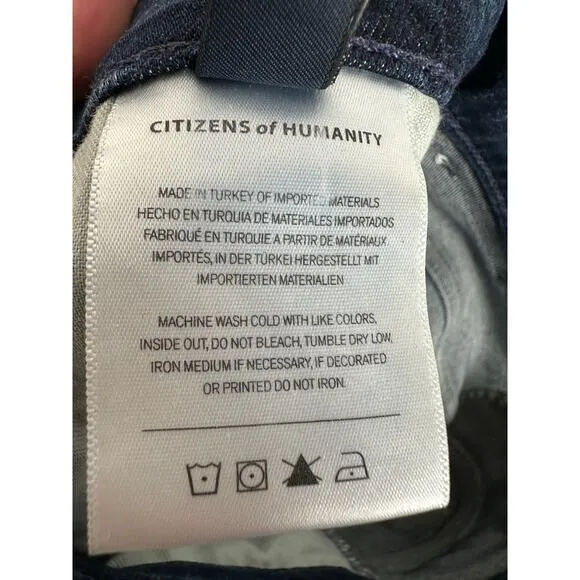 CITIZENS of HUMANITY
MADE IN TURKEY OF IMPORTED MATERIALS
HECHO EN TURQUIA DE MATERIALES IMPORTADOS
FABRIQUÉ EN TURQUIE A PARTIR DE MATÉRIAUX
IMPORTÉS, IN DER TÜRKEI HERGESTELLT MIT
IMPORTIERTEN MATERIALIEN
MACHINE WASH COLD WITH LIKE COLORS,
INSIDE OUT, DO NOT BLEACH, TUMBLE DRY LOW,
IRON MEDIUM IF NECESSARY, IF DECORATED
OR PRINTED DO NOT IRON.